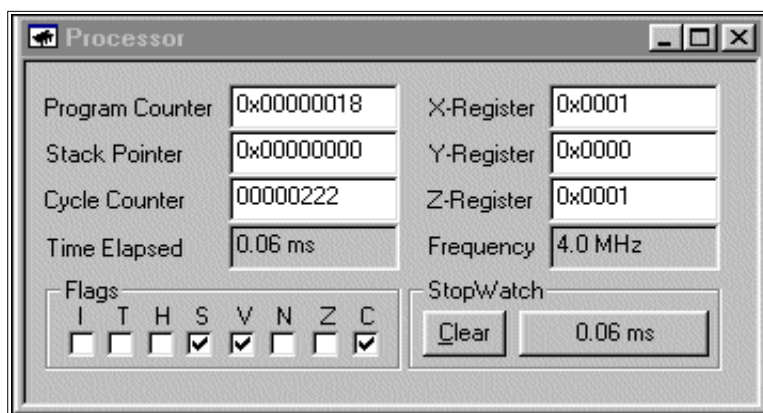 Processor
Program Counter 0x00000018 X-Register 0x0001
Stack Pointer 0x00000000 Y-Register 0x0000
Cycle Counter 00000222 Z-Register 0x0001
Time Elapsed 0.06 ms Frequency 4.0 MHz
Flags StopWatch
I T H S V N Z C
Clear 0.06 ms